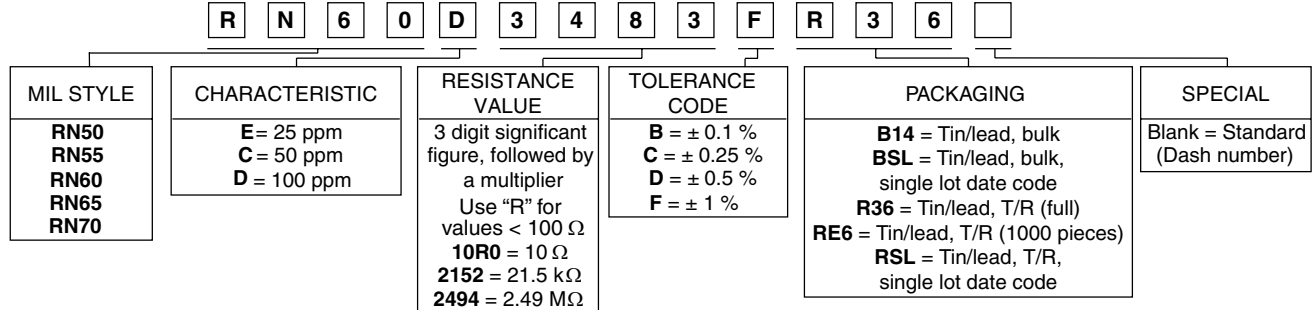 R N 6 0 D 3 4 8 3 F R 3 6
MIL STYLE
RN50
RN55
RN60
RN65
RN70
CHARACTERISTIC
E = 25 ppm
C = 50 ppm
D = 100 ppm
RESISTANCE
VALUE
3 digit significant
figure, followed by
a multiplier
Use “R” for
values < 100 Ω
10R0 = 10 Ω
2152 = 21.5 kΩ
2494 = 2.49 MΩ
TOLERANCE
CODE
B = ± 0.1 %
C = ± 0.25 %
D = ± 0.5 %
F = ± 1 %
PACKAGING
B14 = Tin/lead, bulk
BSL = Tin/lead, bulk,
single lot date code
R36 = Tin/lead, T/R (full)
RE6 = Tin/lead, T/R (1000 pieces)
RSL = Tin/lead, T/R,
single lot date code
SPECIAL
Blank = Standard
(Dash number)